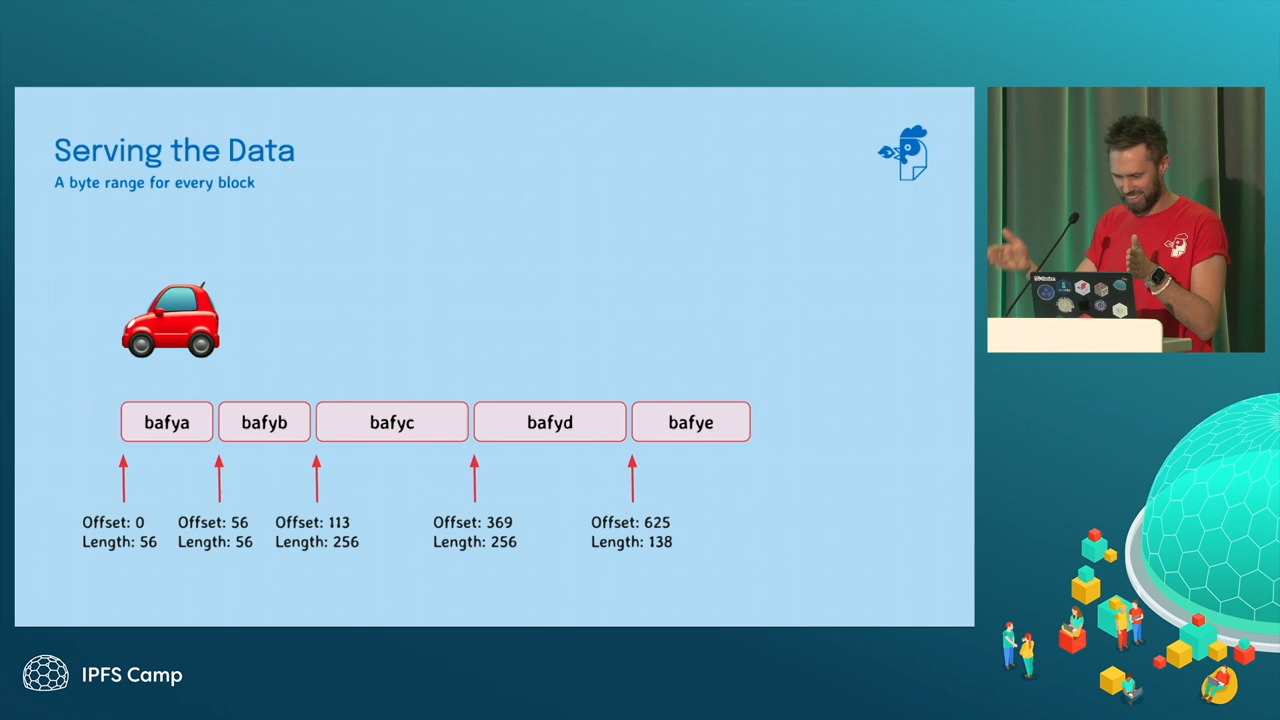 Serving the Data
A byte range for every block
bafya
bafyb
bafyc
bafyd
bafye
Offset: 0
Length: 56
Offset: 56
Length: 56
Offset: 113
Length: 256
Offset: 369
Length: 256
Offset: 625
Length: 138
IPFS Camp